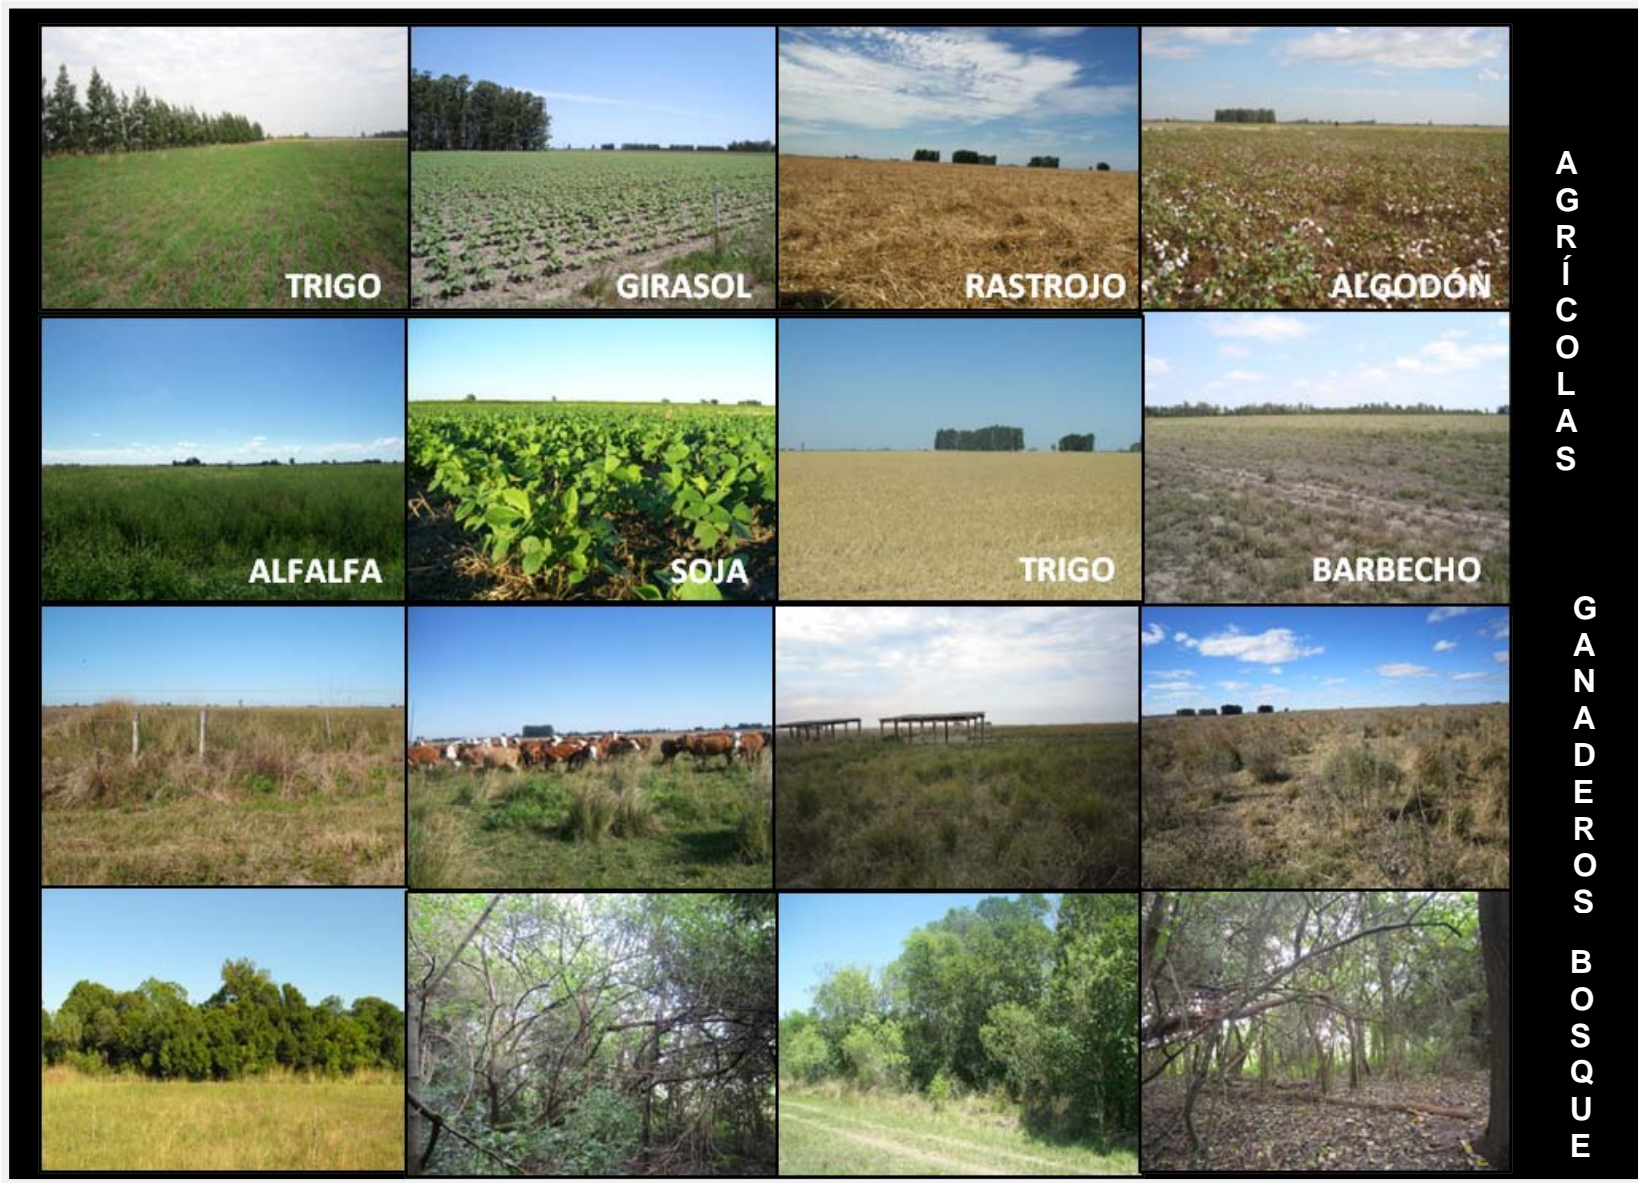 TRIGO
GIRASOL
RASTROJO
ALGODÓN
ALFALFA
SOJA
TRIGO
BARBECHO
AGRÍCOLAS
GANADEROS
BOSQUE